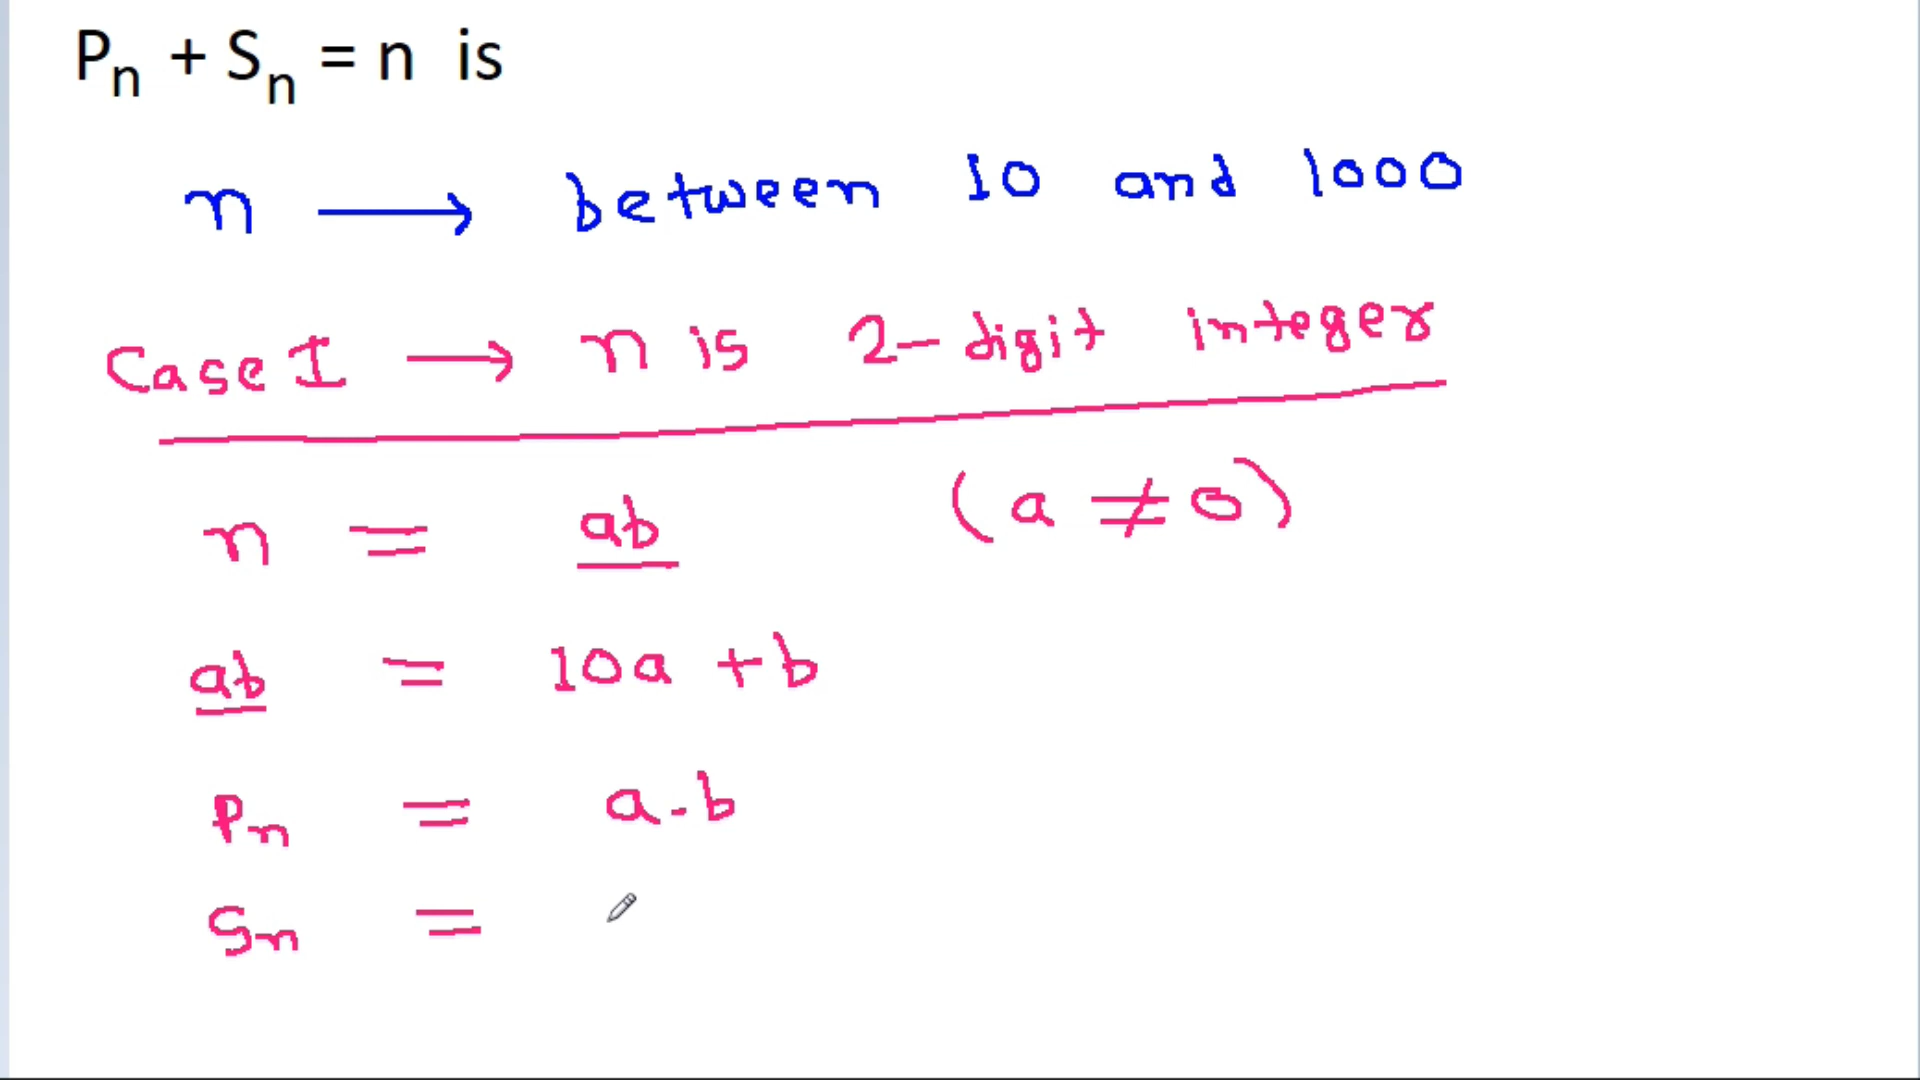 Pn + Sn = n is
n → between 10 and 1000
Case I → n is 2-digit integer
n = ab (a ≠ 0)
ab = 10a + b
Pn = a.b
Sn =